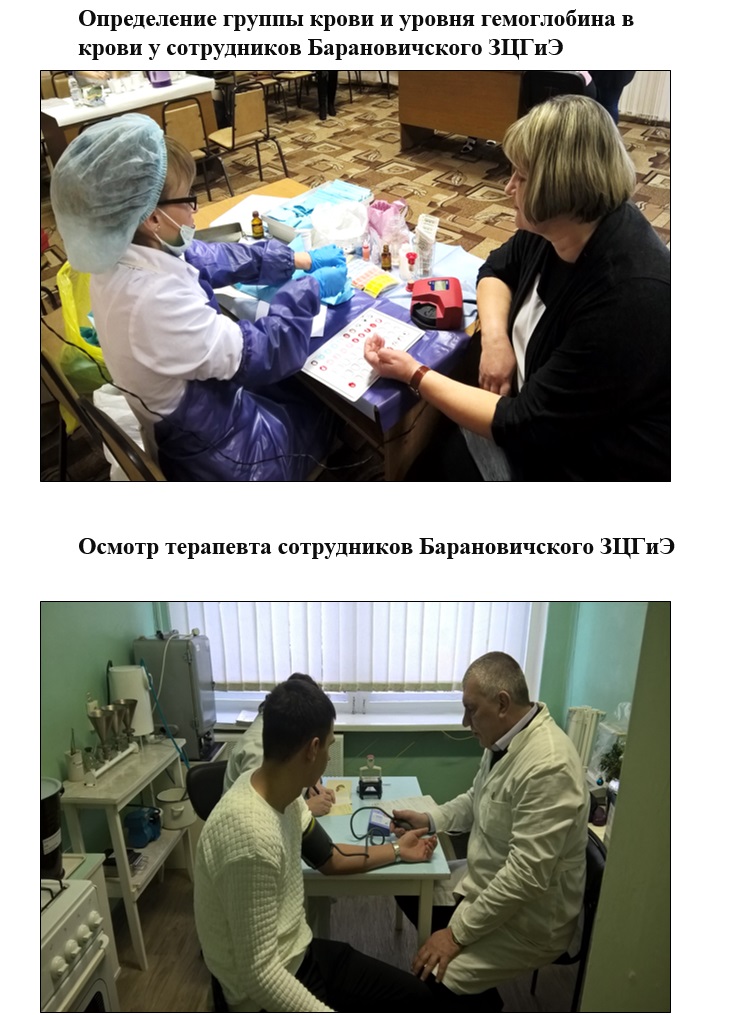 Определение группы крови и уровня гемоглобина в
крови у сотрудников Барановичского ЗЦГиЭ
Осмотр терапевта сотрудников Барановичского ЗЦГиЭ